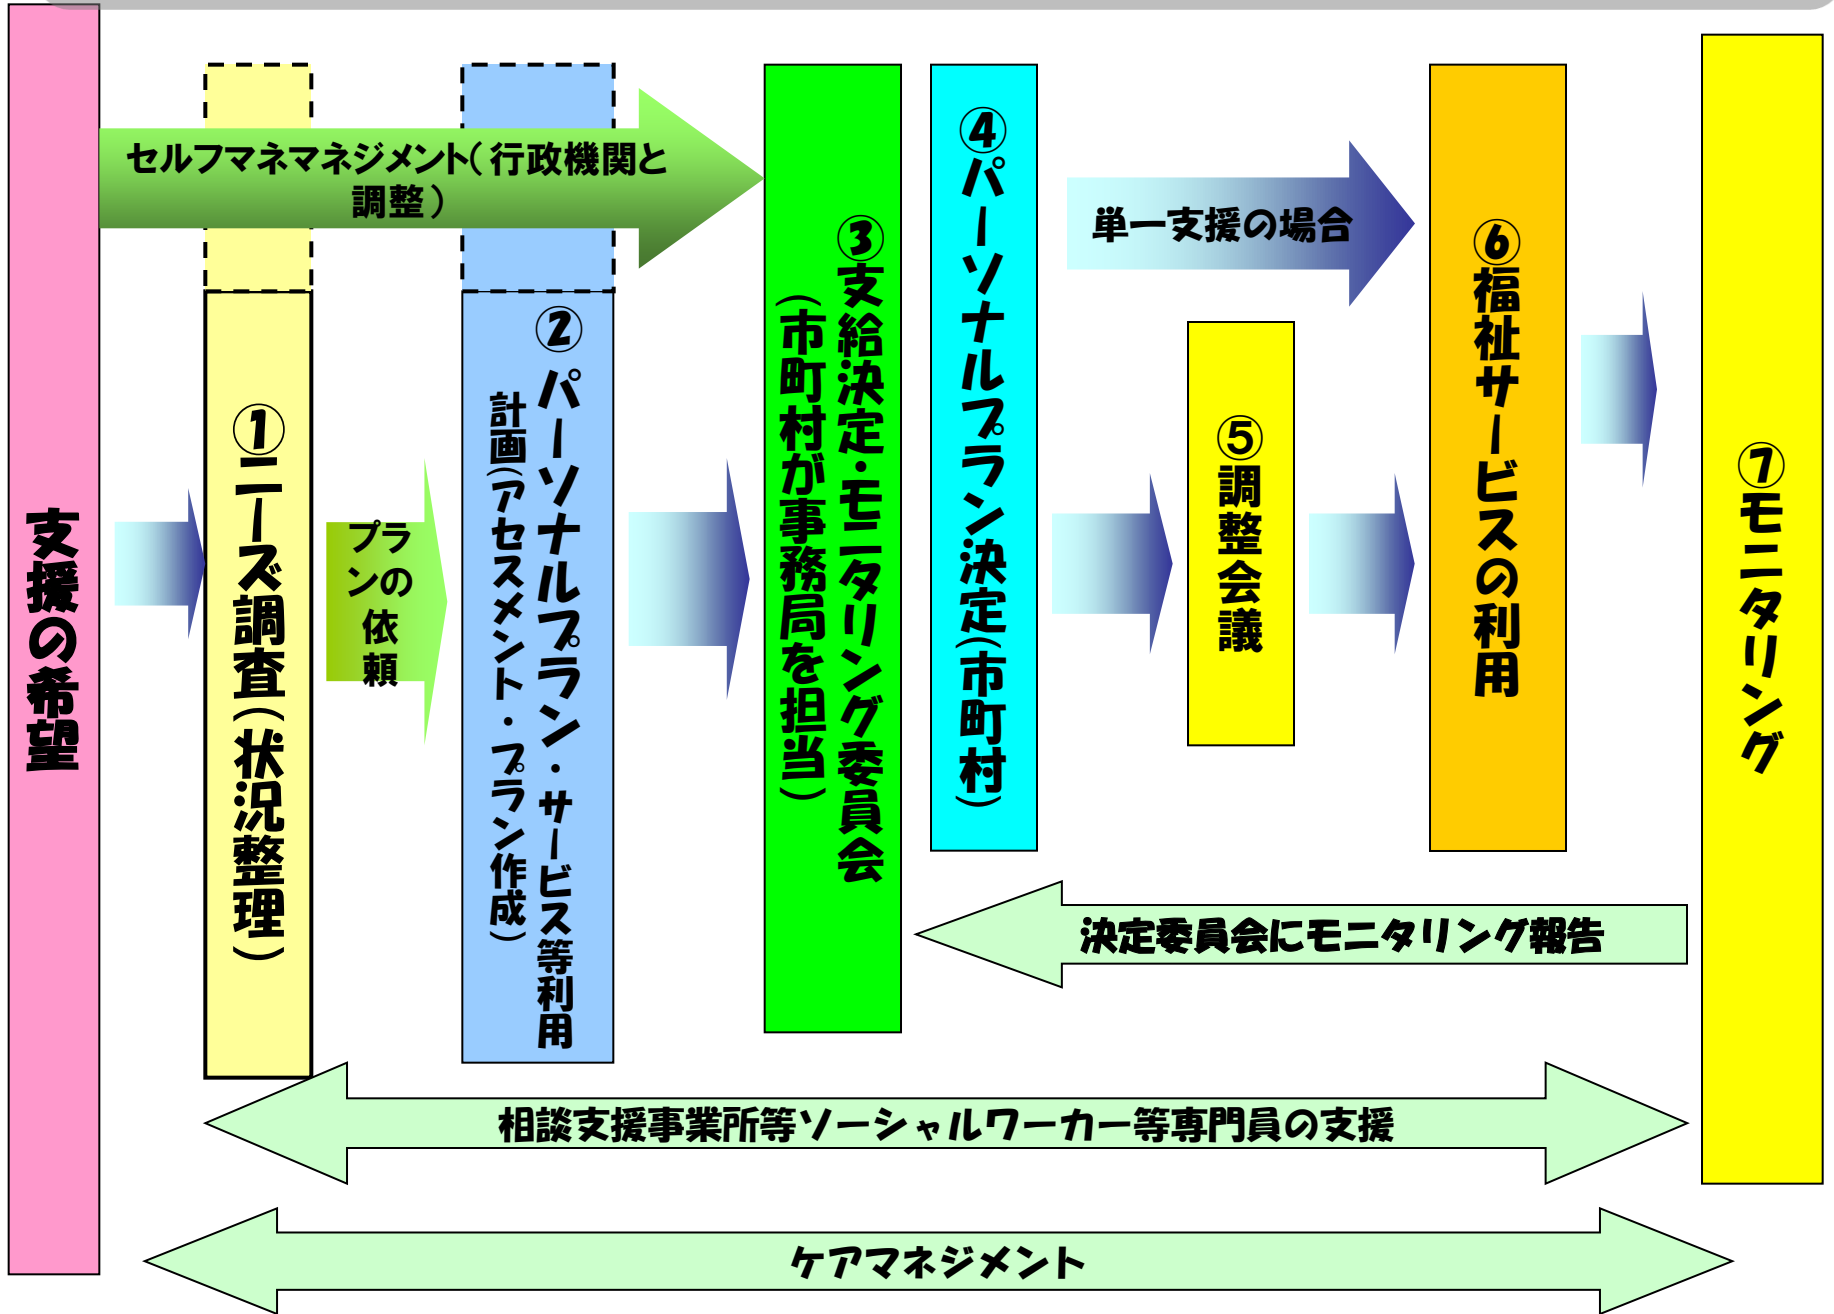 支援の希望
セルフマネマネジメント(行政機関と
調整)
①ニーズ調査(状況整理)
プラ
ンの
依
頼
② パーソナルプラン・サービス等利用
計画(アセスメント・プラン作成)
③支給決定・モニタリング委員会
(市町村が事務局を担当)
④パーソナルプラン決定(市町村)
単一支援の場合
⑤調整会議
⑥福祉サービスの利用
⑦モニタリング
決定委員会にモニタリング報告
相談支援事業所等ソーシャルワーカー等専門員の支援
ケアマネジメント